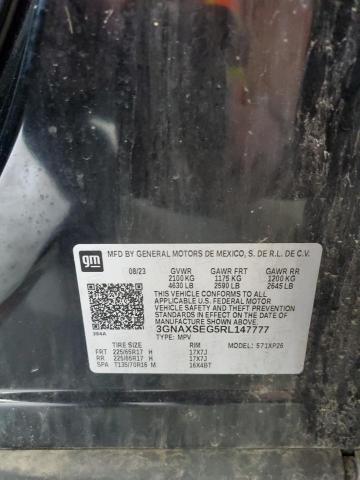 gm
MFD BY GENERAL MOTORS DE MEXICO, S. DE R.L. DE C.V.
08/23 GVWR GAWR FRT GAWR RR
2100 KG 1175 KG 1200 KG
4630 LB 2590 LB 2645 LB
THIS VEHICLE CONFORMS TO ALL
APPLICABLE U.S. FEDERAL MOTOR
VEHICLE SAFETY AND THEFT PREVENTION
STANDARDS IN EFFECT ON THE DATE OF
MANUFACTURE SHOWN ABOVE.
3GNAXSEG5RL147777
394A TYPE: MPV
TIRE SIZE RIM MODEL: 571XP26
FRT 225/65R17 H 17X7J
RR 225/65R17 H 17X7J
SPA T135/70R16 M 16X4BT